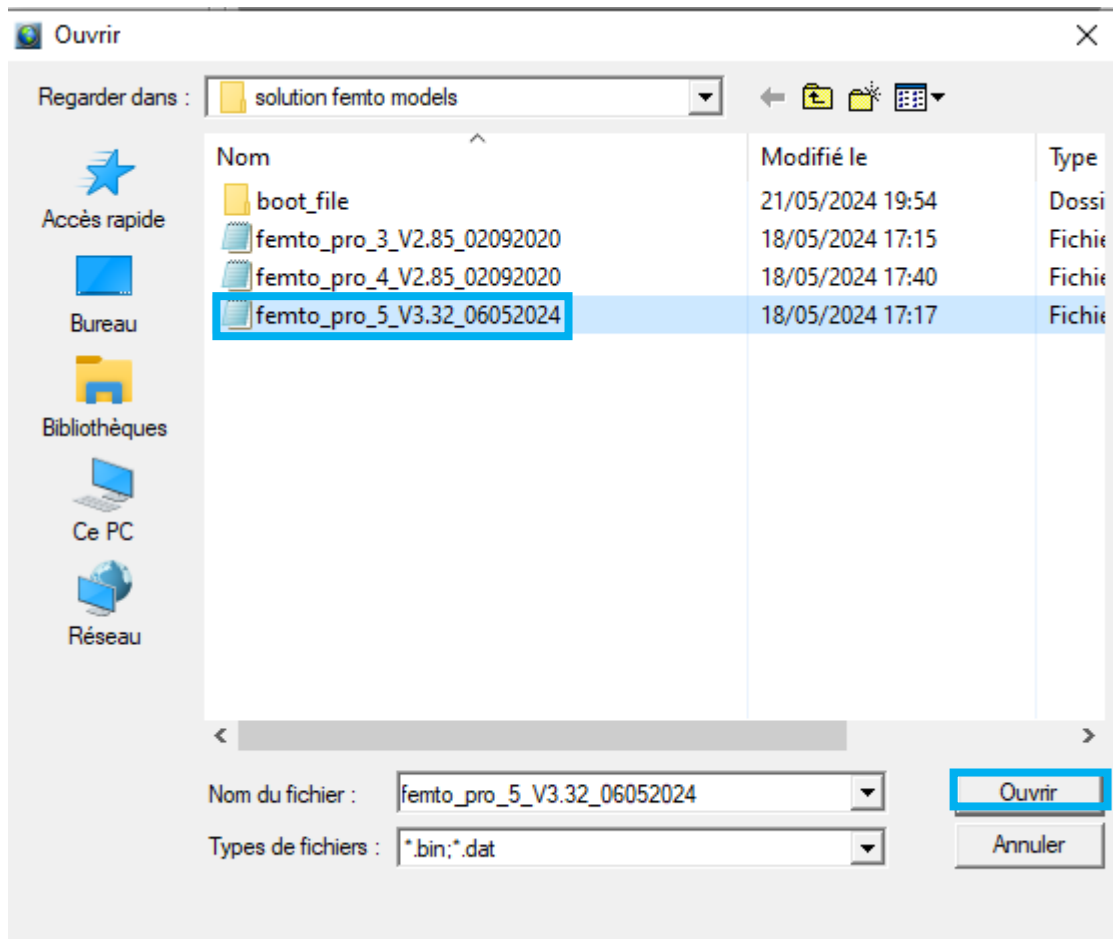 Ouvrir
Regarder dans : solution femto models
Nom Modifié le Type
boot_file 21/05/2024 19:54 Dossi
femto_pro_3_V2.85_02092020 18/05/2024 17:15 Fichie
femto_pro_4_V2.85_02092020 18/05/2024 17:40 Fichie
femto_pro_5_V3.32_06052024 18/05/2024 17:17 Fichie
Accès rapide
Bureau
Bibliothèques
Ce PC
Réseau
Nom du fichier : femto_pro_5_V3.32_06052024 Ouvrir
Types de fichiers : *.bin;*.dat Annuler